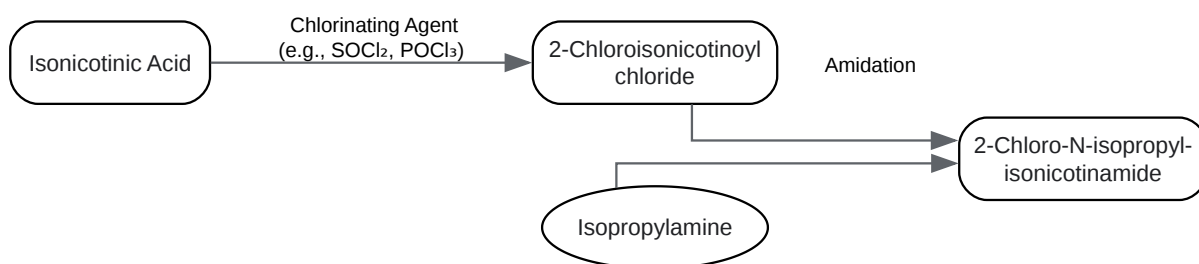 Isonicotinic Acid
Chlorinating Agent
(e.g., SOCl₂, POCl₃)
2-Chloroisonicotinoyl
chloride
Amidation
2-Chloro-N-isopropyl-
isonicotinamide
Isopropylamine